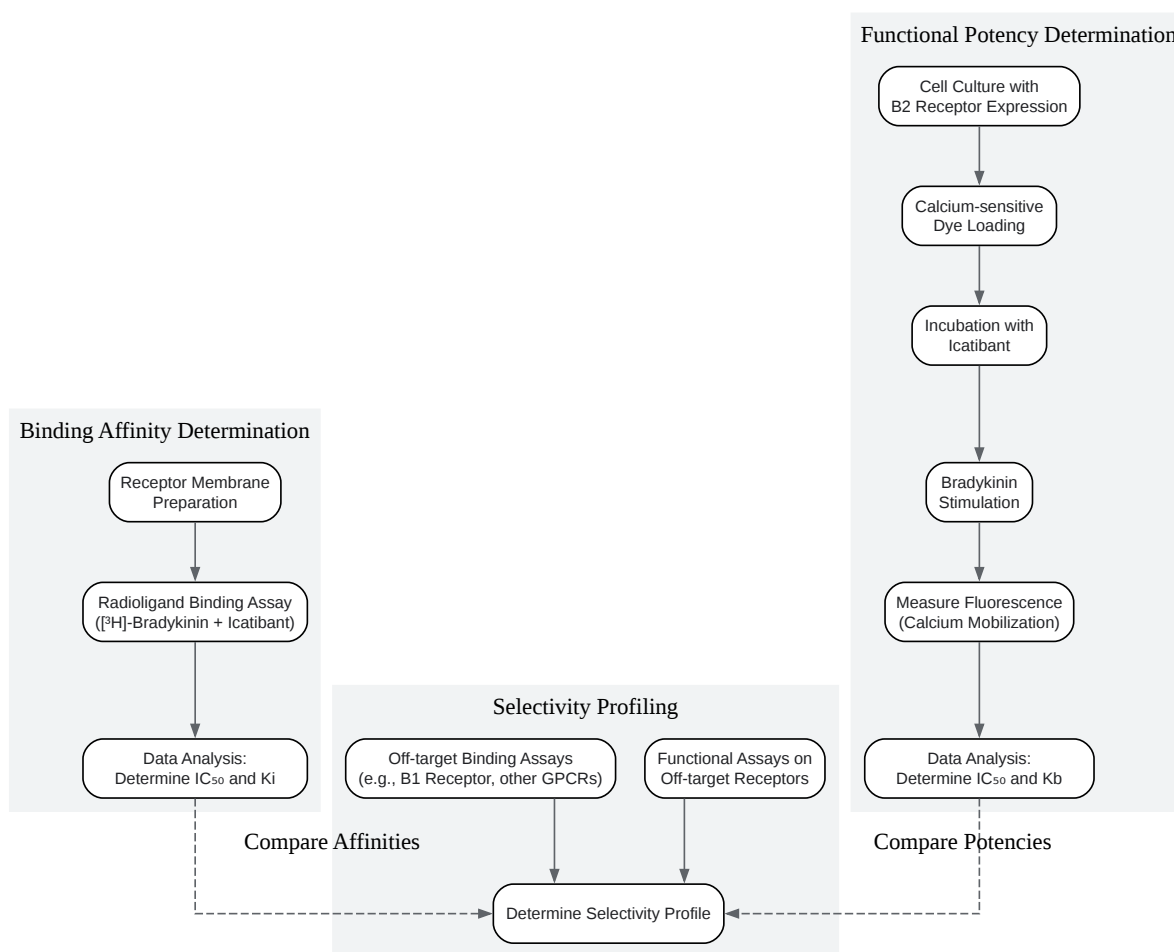 Functional Potency Determination
Cell Culture with
B2 Receptor Expression
Calcium-sensitive
Dye Loading
Incubation with
Icatibant
Bradykinin
Stimulation
Measure Fluorescence
(Calcium Mobilization)
Data Analysis:
Determine IC₅₀ and Kb
Binding Affinity Determination
Receptor Membrane
Preparation
Radioligand Binding Assay
([³H]-Bradykinin + Icatibant)
Data Analysis:
Determine IC₅₀ and Ki
Selectivity Profiling
Off-target Binding Assays
(e.g., B1 Receptor, other GPCRs)
Functional Assays on
Off-target Receptors
Compare Affinities
Compare Potencies
Determine Selectivity Profile